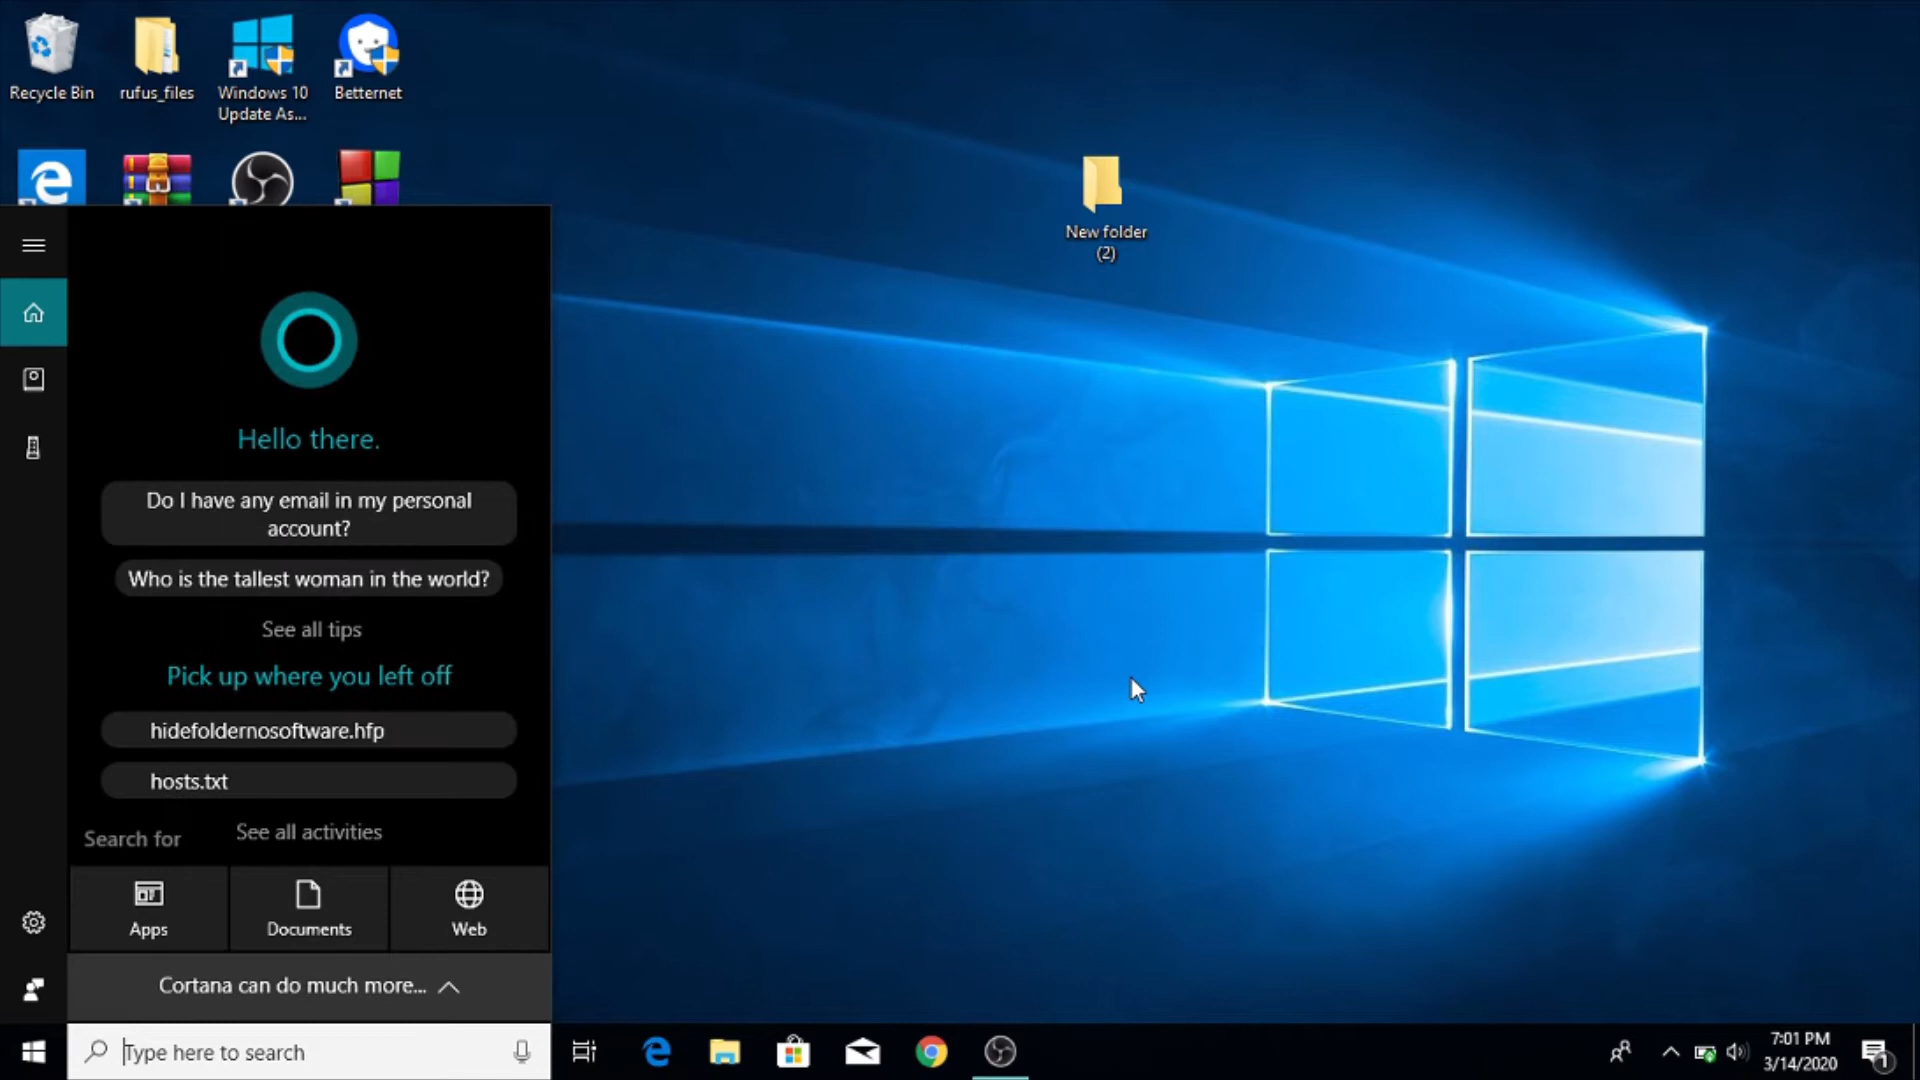 Recycle Bin
rufus_files
Windows 10
Update As...
Betternet
New folder
(2)
Hello there.
Do I have any email in my personal
account?
Who is the tallest woman in the world?
See all tips
Pick up where you left off
hidefoldernosoftware.hfp
hosts.txt
See all activities
Search for
Apps
Documents
Web
Cortana can do much more...
Type here to search
7:01 PM
3/14/2020
1